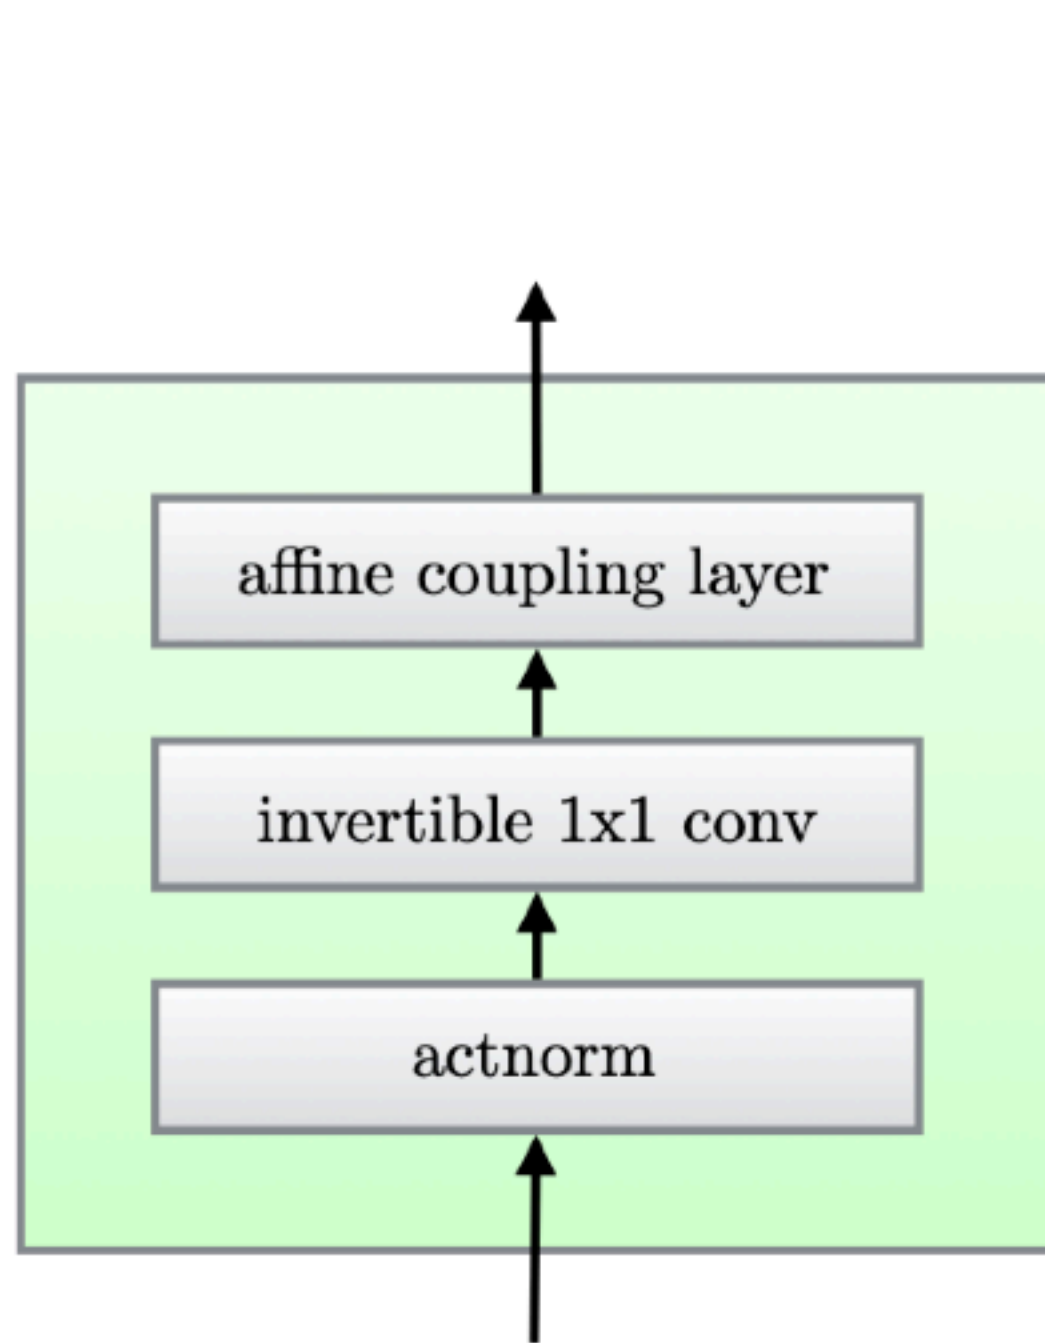 affine coupling layer
invertible 1x1 conv
actnorm